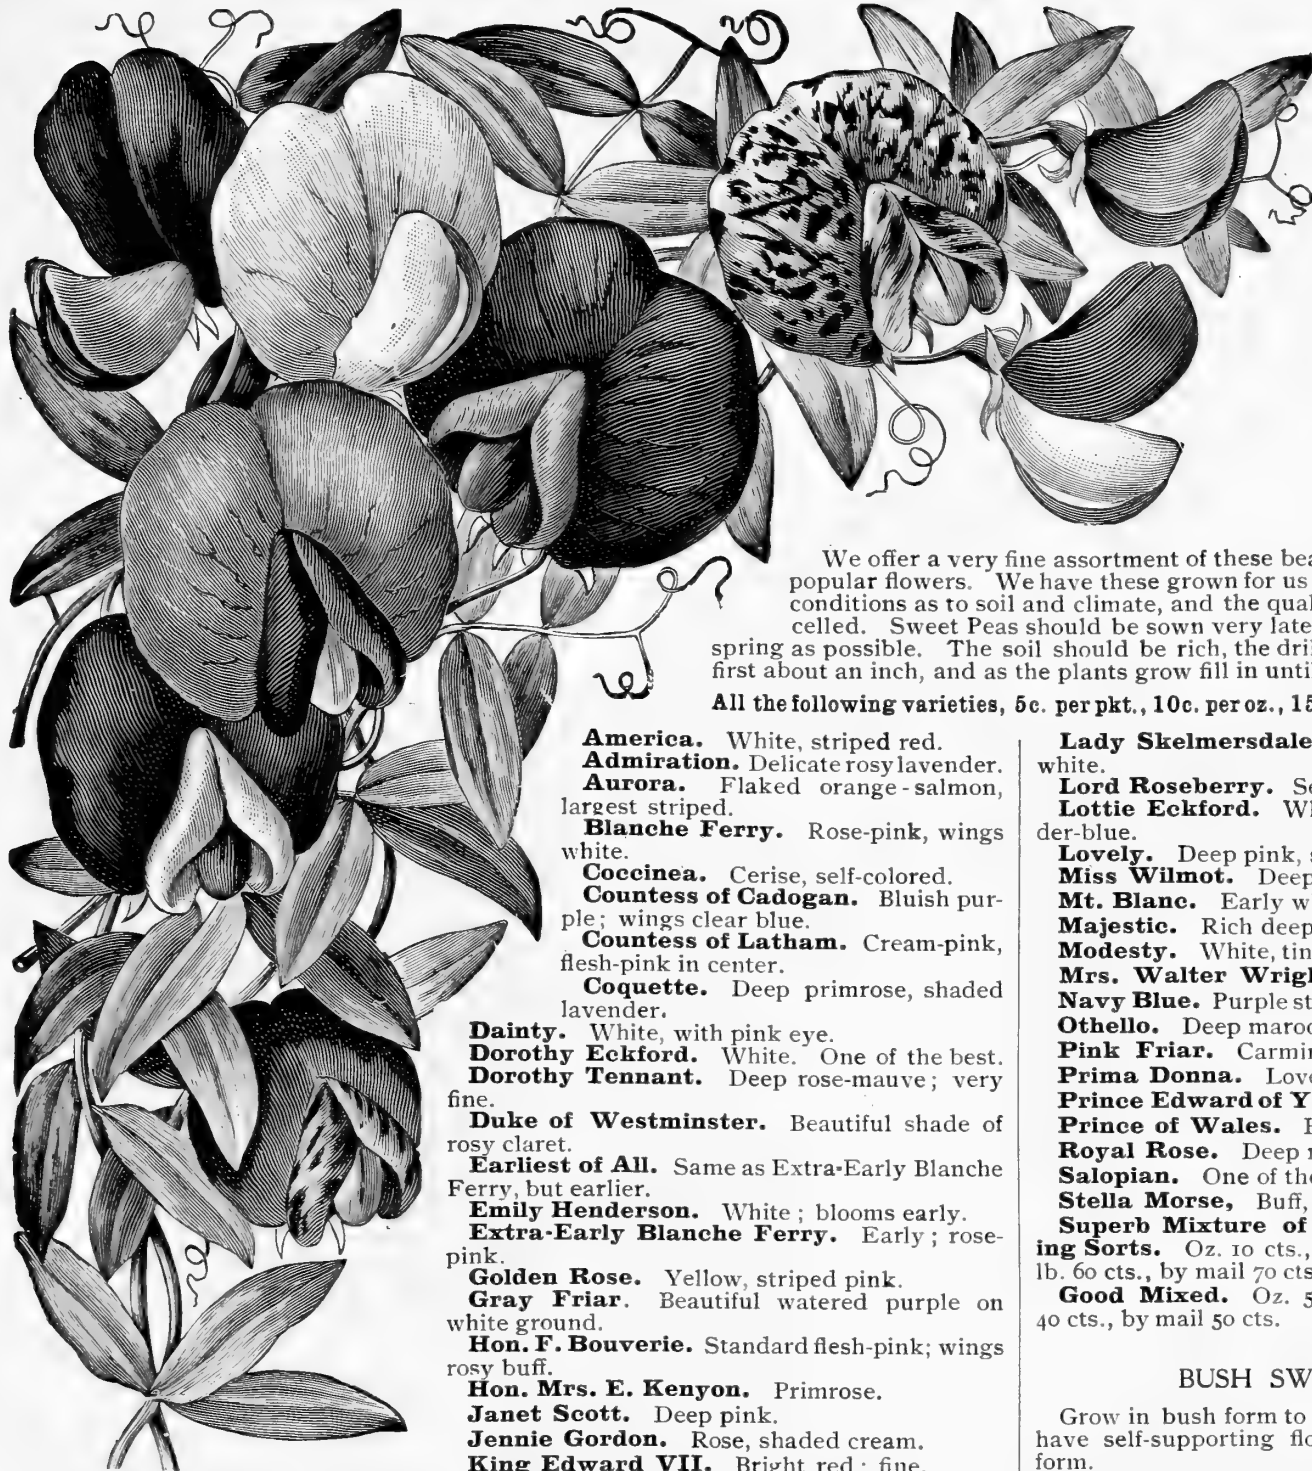 We offer a very fine assortment of these
popular flowers. We have these grown for us
conditions as to soil and climate, and the
celled. Sweet Peas should be sown very late
spring as possible. The soil should be rich, the
first about an inch, and as the plants grow fill in
All the following varieties, 5c. per pkt., 10c. per oz.,
America. White, striped red.
Admiration. Delicate rosy lavender.
Aurora. Flaked orange-salmon,
largest striped.
Blanche Ferry. Rose-pink, wings
white.
Coccinea. Cerise, self-colored.
Countess of Cadogan. Bluish pur-
ple; wings clear blue.
Countess of Latham. Cream-pink,
flesh-pink in center.
Coquette. Deep primrose, shaded
lavender.
Dainty. White, with pink eye.
Dorothy Eckford. White. One of the best.
Dorothy Tennant. Deep rose-mauve; very
fine.
Duke of Westminster. Beautiful shade of
rosy claret.
Earliest of All. Same as Extra-Early Blanche
Ferry, but earlier.
Emily Henderson. White; blooms early.
Extra-Early Blanche Ferry. Early; rose-
pink.
Golden Rose. Yellow, striped pink.
Gray Friar. Beautiful watered purple on
white ground.
Hon. F. Bouverie. Standard flesh-pink; wings
rosy buff.
Hon. Mrs. E. Kenyon. Primrose.
Janet Scott. Deep pink.
Jennie Gordon. Rose, shaded cream.
King Edward VII. Bright red; fine.
Lady Skelmersdale
white.
Lord Roseberry.
Lottie Eckford.
der-blue.
Lovely. Deep pink,
Miss Wilmot. Deep
Mt. Blanc. Early
Majestic. Rich deep
Modesty. White,
Mrs. Walter
Navy Blue. Purple
Othello. Deep
Pink Friar.
Prima Donna.
Prince Edward of
Prince of Wales.
Royal Rose. Deep
Salopian. One of
Stella Morse, Buff,
Superb Mixture of
ing Sorts. Oz. 10 cts.,
lb. 60 cts., by mail 70 cts
Good Mixed. Oz. 5
40 cts., by mail 50 cts.
BUSH
Grow in bush form to
have self-supporting
form.